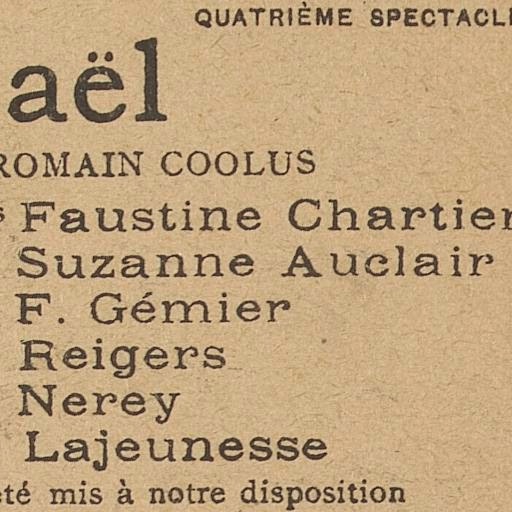 QUATRIÈME SPECTACL
aël
ROMAIN COOLUS
s Faustine Chartier
Suzanne Auclair
F. Gémier
Reigers
Nerey
Lajeunesse
été mis à notre disposition